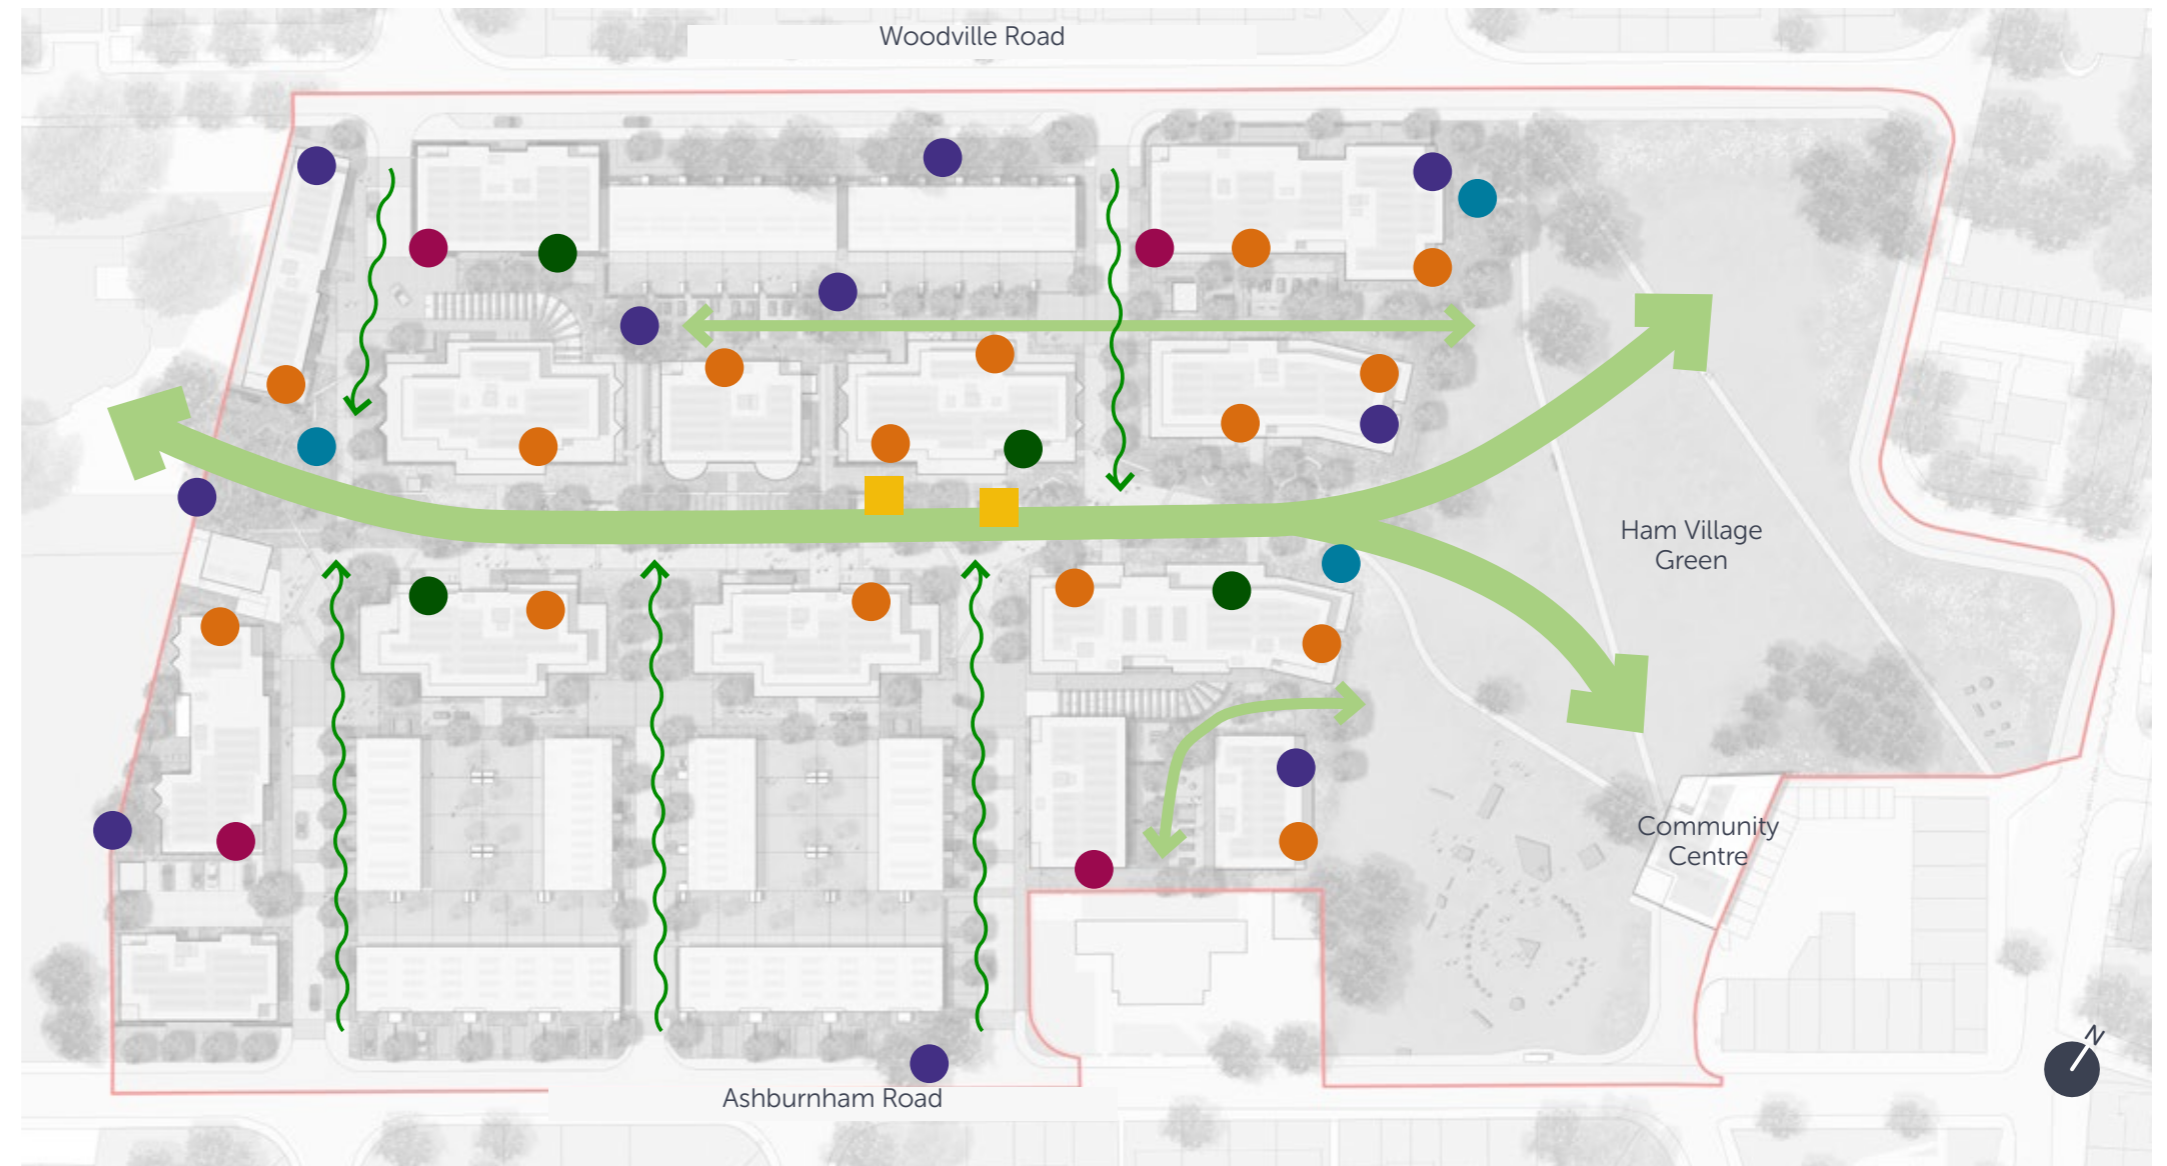 Woodville Road
Ham Village
Green
Community
Centre
N
Ashburnham Road